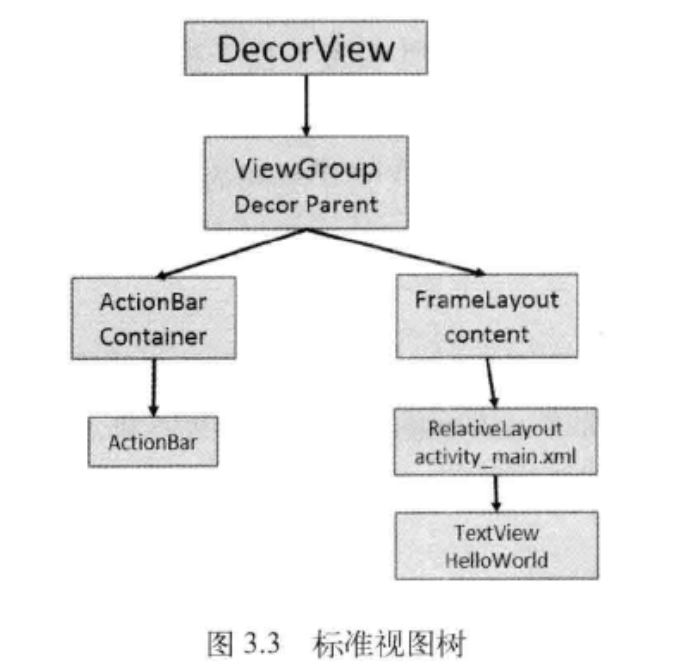 DecorView
ViewGroup
Decor Parent
ActionBar
Container
FrameLayout
content
ActionBar
RelativeLayout
activity_main.xml
TextView
HelloWorld
图 3.3 标准视图树